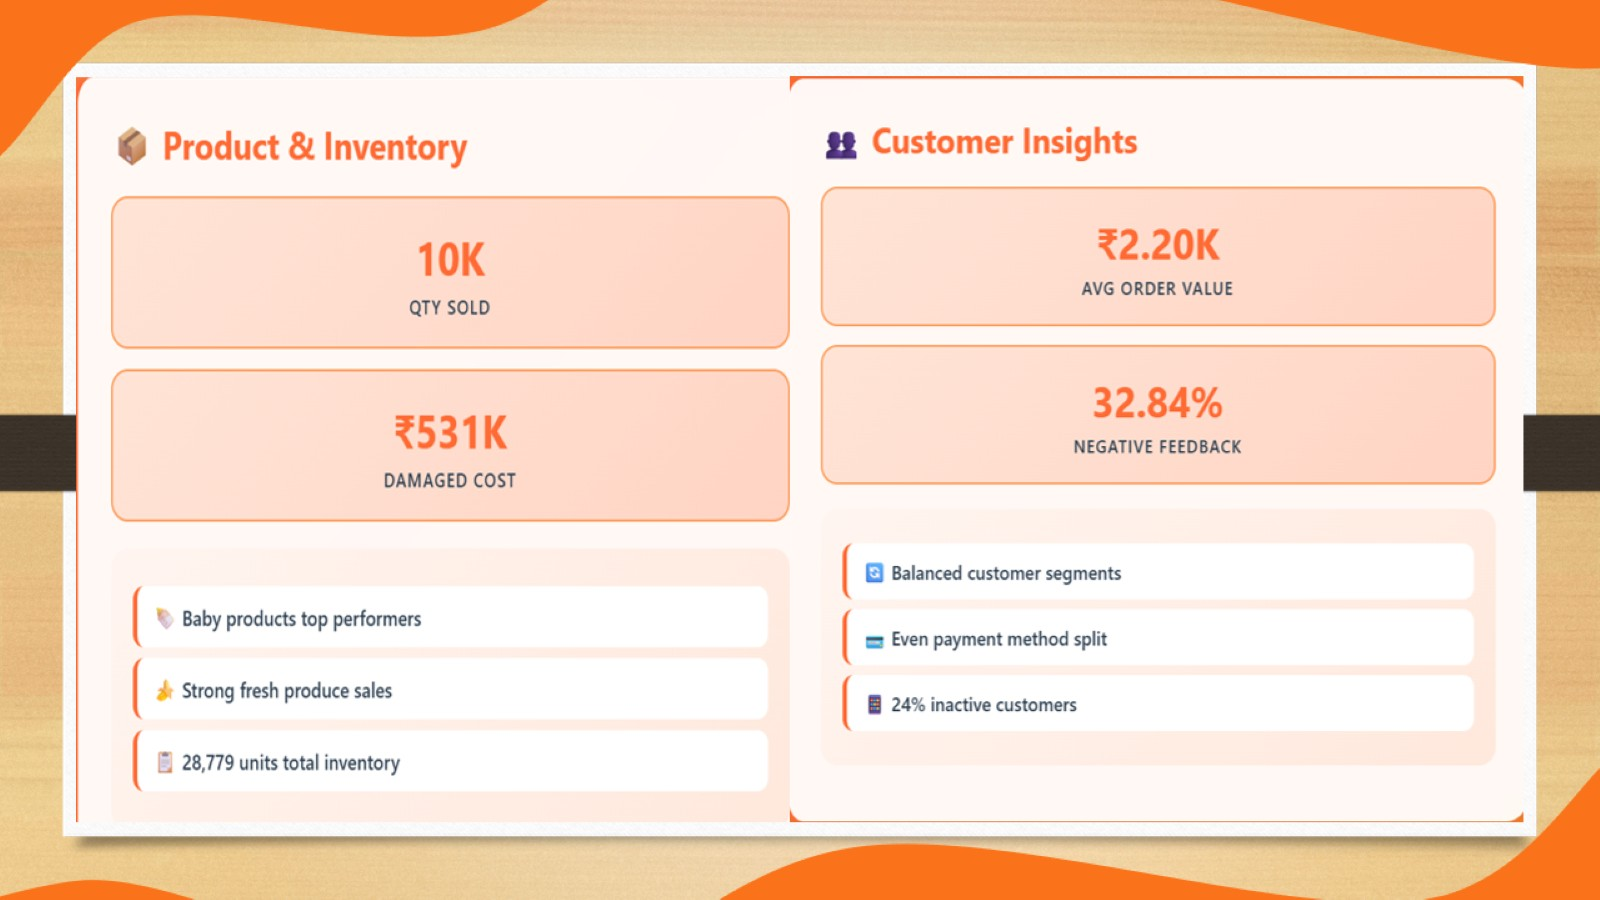 Product & Inventory
10K
QTY SOLD
₹531K
DAMAGED COST
Baby products top performers
Strong fresh produce sales
28,779 units total inventory
Customer Insights
₹2.20K
AVG ORDER VALUE
32.84%
NEGATIVE FEEDBACK
Balanced customer segments
Even payment method split
24% inactive customers